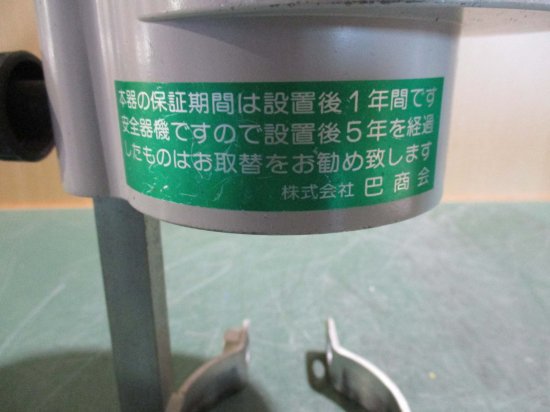 本器の保証期間は設置後1年間です
安全器機ですので設置後5年を経過
したものはお取替をお勧め致します
株式会社 巴商会